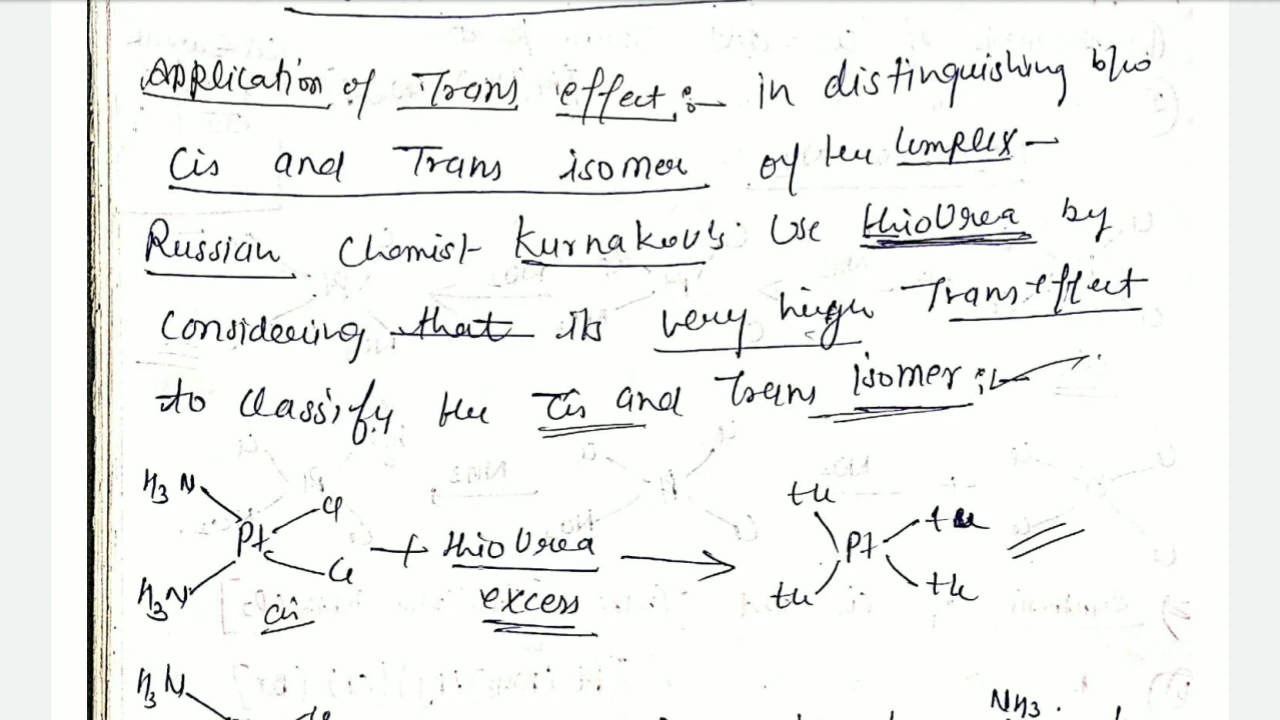 Application of Trans effect :- in distinguishing b/w
Cis and Trans isomer of the complex -
Russian Chemist Kurnakov's Use thioUrea by
considering that its very high Trans effect
to classify the Cis and Trans isomer :-
H3N Cl tu tu
Pt + thioUrea → Pt
H3N Cl cis excess tu tu
H3N
NH3